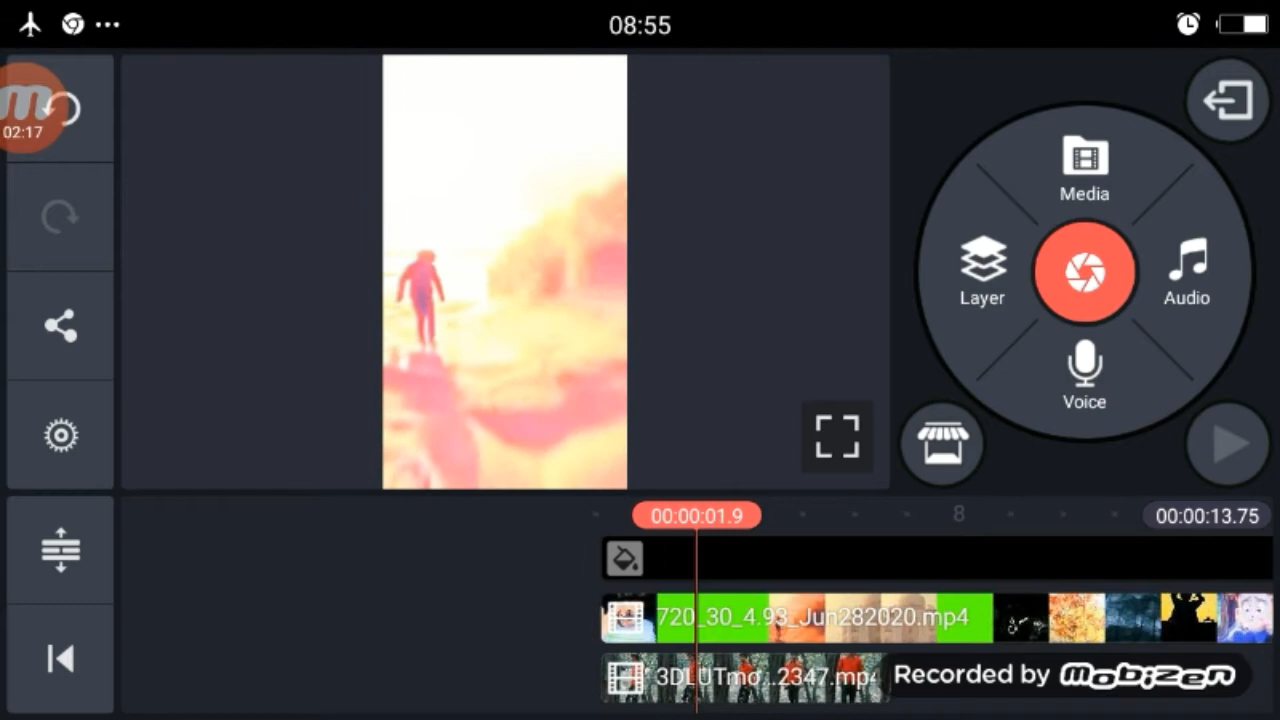 08:55
m
02:17
Media
Layer
Audio
Voice
00:00:01.9
8
00:00:13.75
720_30_4.93_Jun282020.mp4
3DLUTmo...2347.mp4
Recorded by mobizen